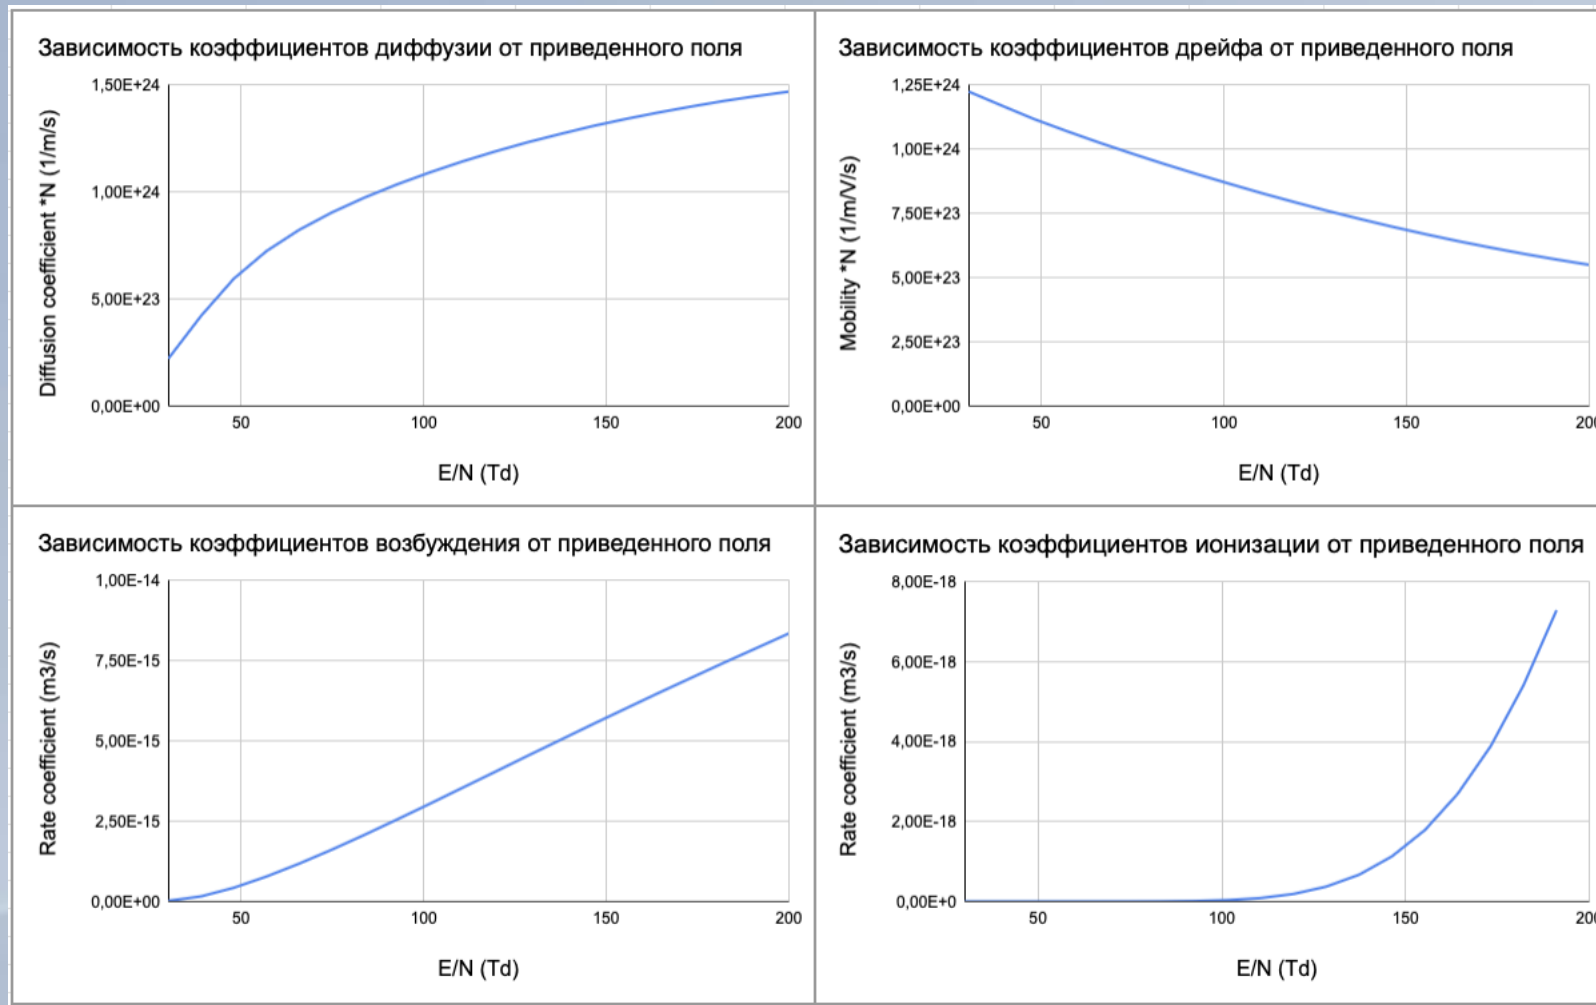 Зависимость коэффициентов диффузии от приведенного поля
Diffusion coefficient *N (1/m/s)
1,50E+24
1,00E+24
5,00E+23
0,00E+00
50 100 150 200
E/N (Td)
Зависимость коэффициентов дрейфа от приведенного поля
Mobility *N (1/m/V/s)
1,25E+24
1,00E+24
7,50E+23
5,00E+23
2,50E+23
0,00E+00
50 100 150 200
E/N (Td)
Зависимость коэффициентов возбуждения от приведенного поля
Rate coefficient (m3/s)
1,00E-14
7,50E-15
5,00E-15
2,50E-15
0,00E+00
50 100 150 200
E/N (Td)
Зависимость коэффициентов ионизации от приведенного поля
Rate coefficient (m3/s)
8,00E-18
6,00E-18
4,00E-18
2,00E-18
0,00E+0
50 100 150 200
E/N (Td)